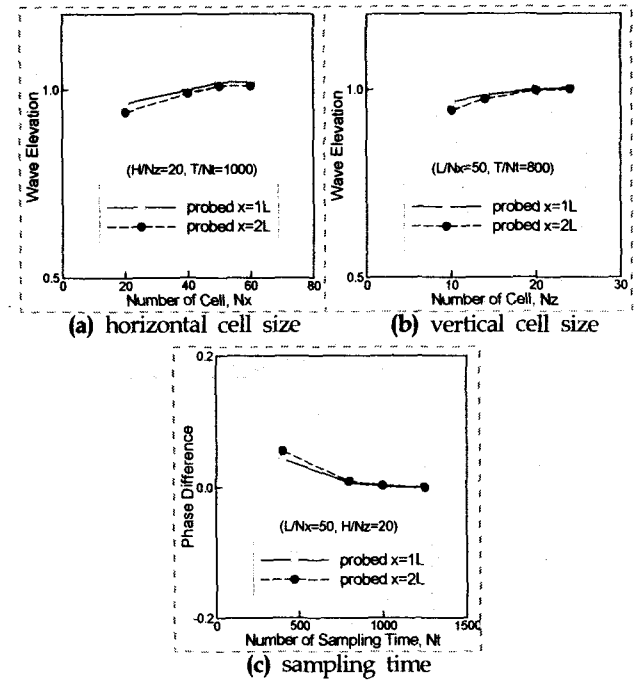 Wave Elevation
1.0
0.5
(H/Nz=20, T/Nt=1000)
probed x=1L
probed x=2L
0 20 40 60 80
Number of Cell, Nx
(a) horizontal cell size
Wave Elevation
1.0
0.5
(L/Nx=50, T/Nt=800)
probed x=1L
probed x=2L
0 10 20 30
Number of Cell, Nz
(b) vertical cell size
Phase Difference
0.2
0.0
-0.2
(L/Nx=50, H/Nz=20)
probed x=1L
probed x=2L
0 500 1000 1500
Number of Sampling Time, Nt
(c) sampling time